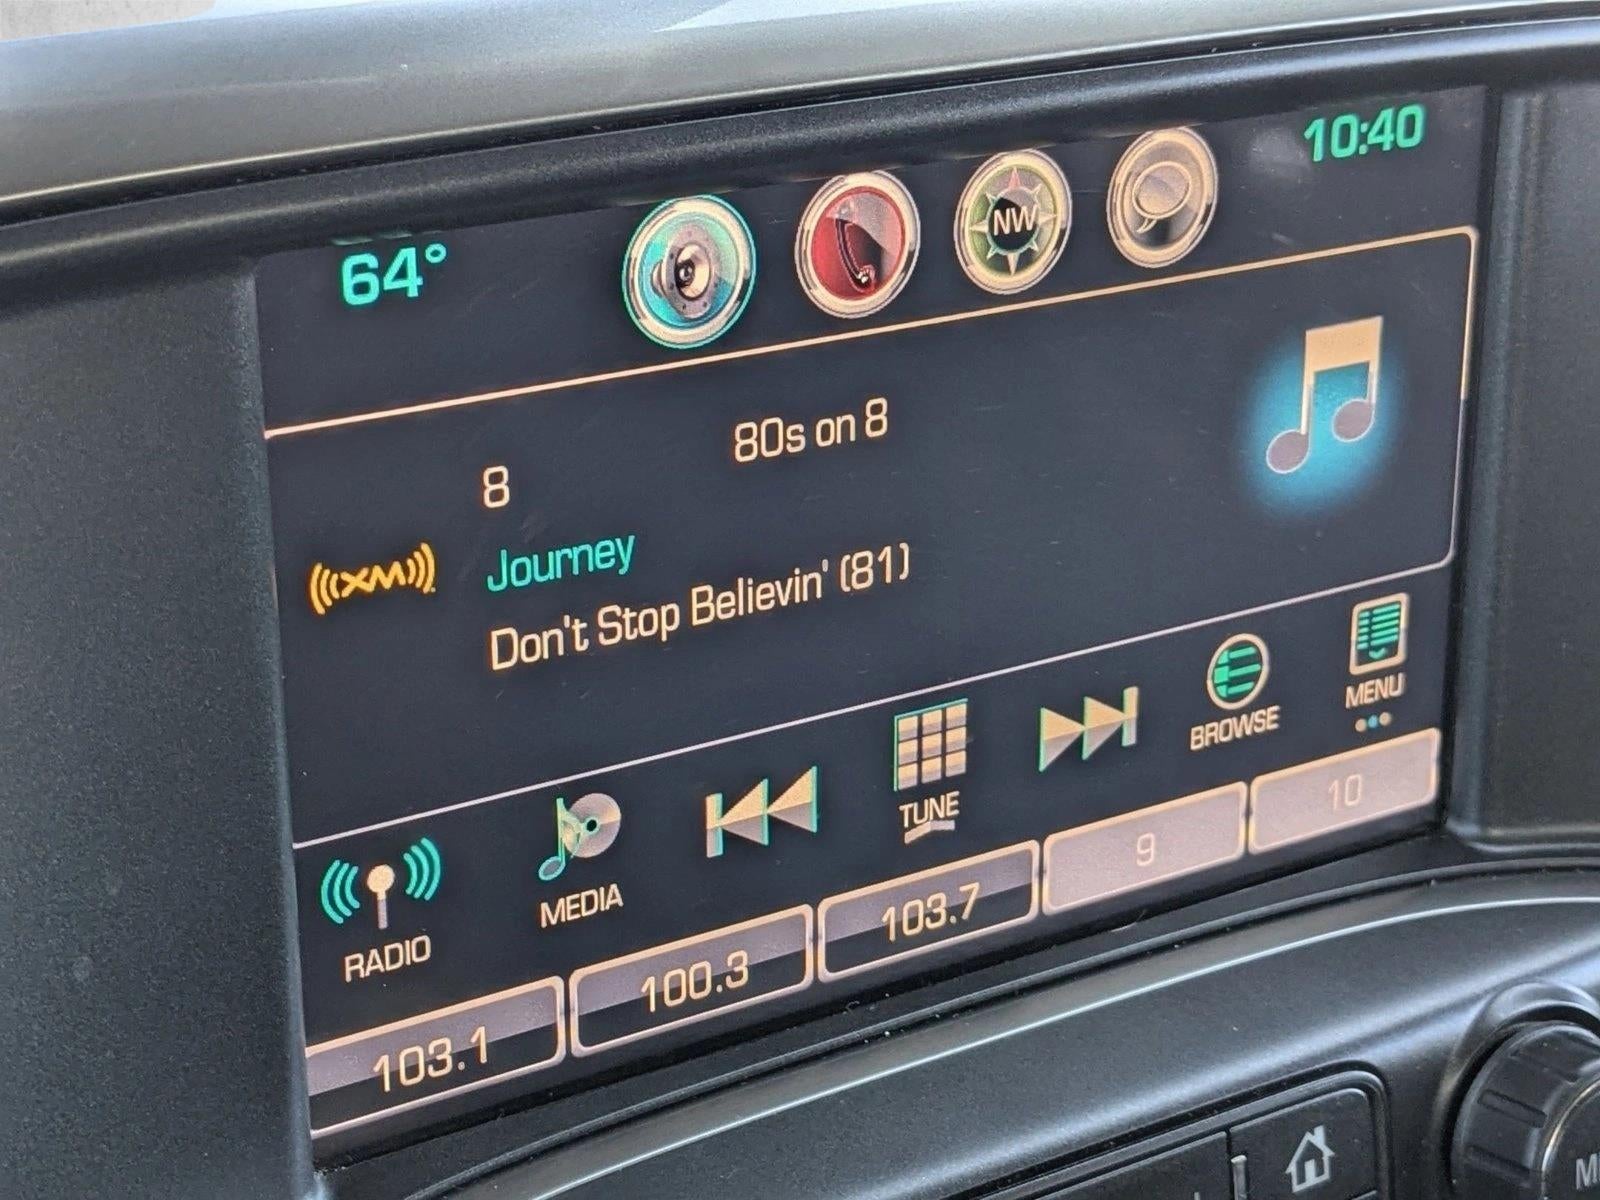 10:40
64°
NW
80s on 8
8
XM
Journey
Don't Stop Believin' (81)
RADIO
MEDIA
TUNE
BROWSE
MENU
103.1
100.3
103.7
9
10